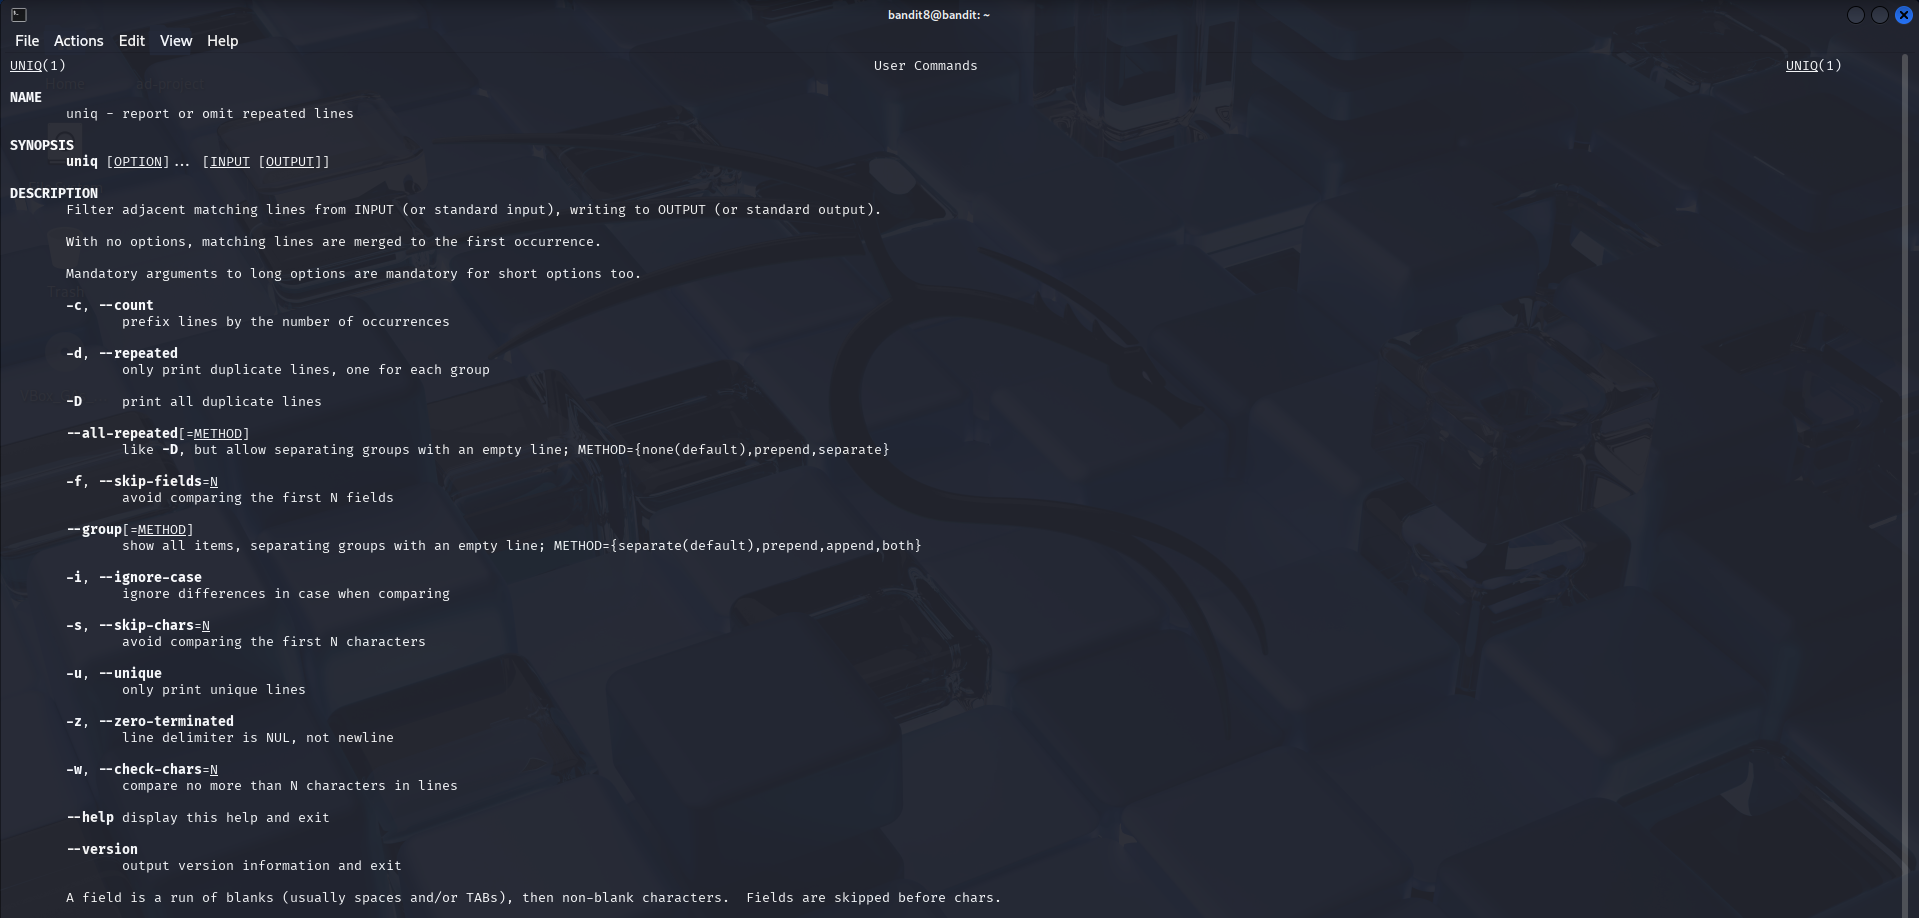 bandit8@bandit: ~
File Actions Edit View Help
UNIQ(1) User Commands UNIQ(1)
NAME
uniq - report or omit repeated lines
SYNOPSIS
uniq [OPTION]... [INPUT [OUTPUT]]
DESCRIPTION
Filter adjacent matching lines from INPUT (or standard input), writing to OUTPUT (or standard output).
With no options, matching lines are merged to the first occurrence.
Mandatory arguments to long options are mandatory for short options too.
-c, --count
prefix lines by the number of occurrences
-d, --repeated
only print duplicate lines, one for each group
-D print all duplicate lines
--all-repeated[=METHOD]
like -D, but allow separating groups with an empty line; METHOD={none(default),prepend,separate}
-f, --skip-fields=N
avoid comparing the first N fields
--group[=METHOD]
show all items, separating groups with an empty line; METHOD={separate(default),prepend,append,both}
-i, --ignore-case
ignore differences in case when comparing
-s, --skip-chars=N
avoid comparing the first N characters
-u, --unique
only print unique lines
-z, --zero-terminated
line delimiter is NUL, not newline
-w, --check-chars=N
compare no more than N characters in lines
--help display this help and exit
--version
output version information and exit
A field is a run of blanks (usually spaces and/or TABs), then non-blank characters. Fields are skipped before chars.